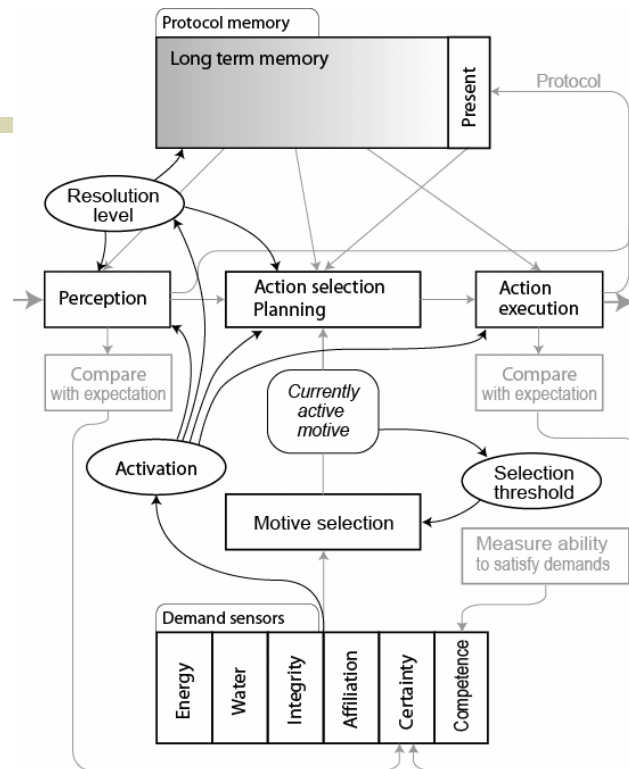 Protocol memory
Long term memory
Present
Protocol
Resolution
level
Perception
Action selection
Planning
Action
execution
Compare
with expectation
Currently
active
motive
Compare
with expectation
Activation
Selection
threshold
Motive selection
Measure ability
to satisfy demands
Demand sensors
Energy
Water
Integrity
Affiliation
Certainty
Competence